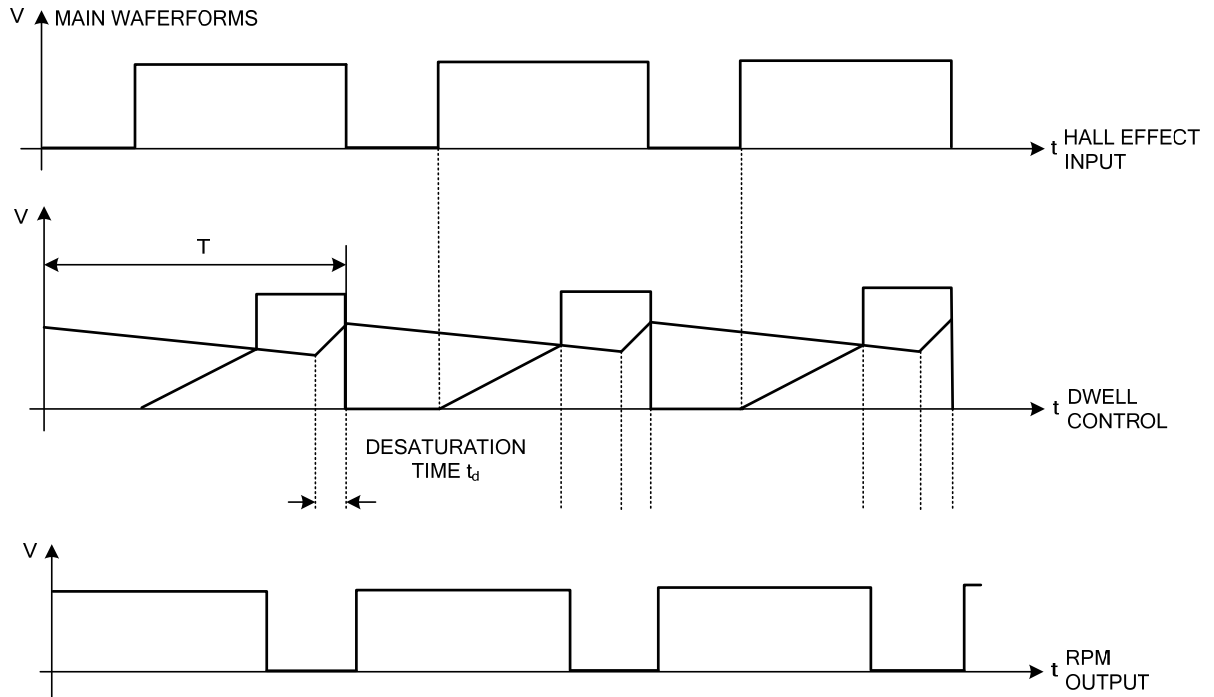 V
MAIN WAFERFORMS
t HALL EFFECT
INPUT
V
T
t DWELL
CONTROL
DESATURATION
TIME td
V
t RPM
OUTPUT